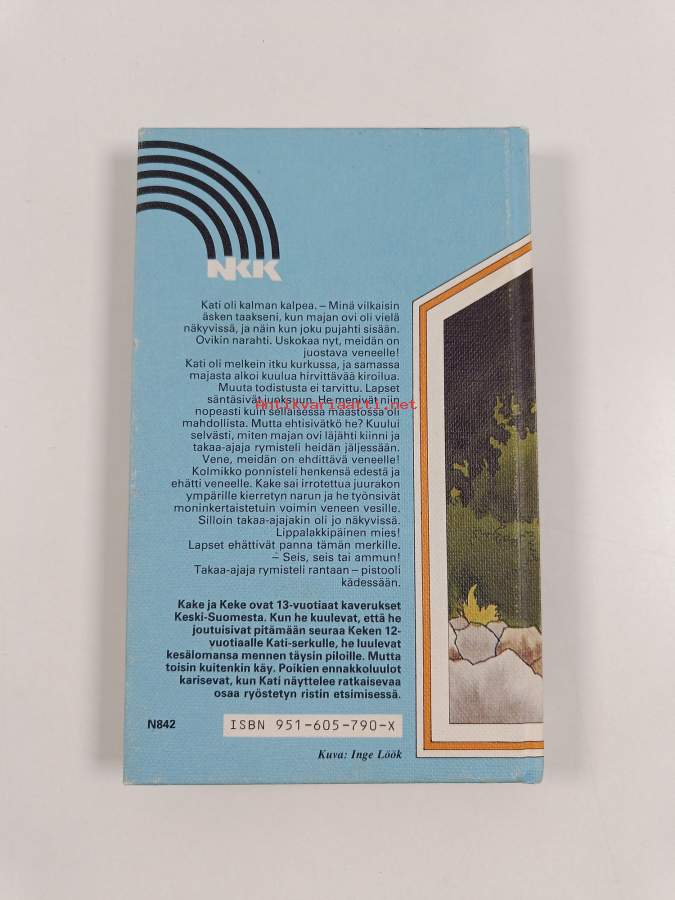 NKK
Kati oli kalman kalpea. – Minä vilkaisin
äsken taakseni, kun majan ovi oli vielä
näkyvissä, ja näin kun joku pujahti sisään.
Ovikin narahti. Uskokaa nyt, meidän on
juostava veneelle!
Kati oli melkein itku kurkussa, ja samassa
majasta alkoi kuulua hirvittävää kiroilua.
Muuta todistusta ei tarvittu. Lapset
säntäsivät juoksuun. He menivät niin
Antikvariaatti.net
nopeasti kuin sellaisessa maastossa oli
mahdollista. Mutta ehtisivätkö he? Kuului
selvästi, miten majan ovi läjähti kiinni ja
takaa-ajaja rymisteli heidän jäljessään.
Vene, meidän on ehdittävä veneelle!
Kolmikko ponnisteli henkensä edestä ja
ehätti veneelle. Kake sai irrotettua juurakon
ympärille kierretyn narun ja he työnsivät
moninkertaistetuin voimin veneen vesille.
Silloin takaa-ajajakin oli jo näkyvissä.
Lippalakkipäinen mies!
Lapset ehättivät panna tämän merkille.
– Seis, seis tai ammun!
Takaa-ajaja rymisteli rantaan – pistooli
kädessään.
Kake ja Keke ovat 13-vuotiaat kaverukset
Keski-Suomesta. Kun he kuulevat, että he
joutuisivat pitämään seuraa Keken 12-
vuotiaalle Kati-serkulle, he luulevat
kesälomansa mennen täysin piloille. Mutta
toisin kuitenkin käy. Poikien ennakkoluulot
karisevat, kun Kati näyttelee ratkaisevaa
osaa ryöstetyn ristin etsimisessä.
N842
ISBN 951-605-790-X
Kuva: Inge Löök